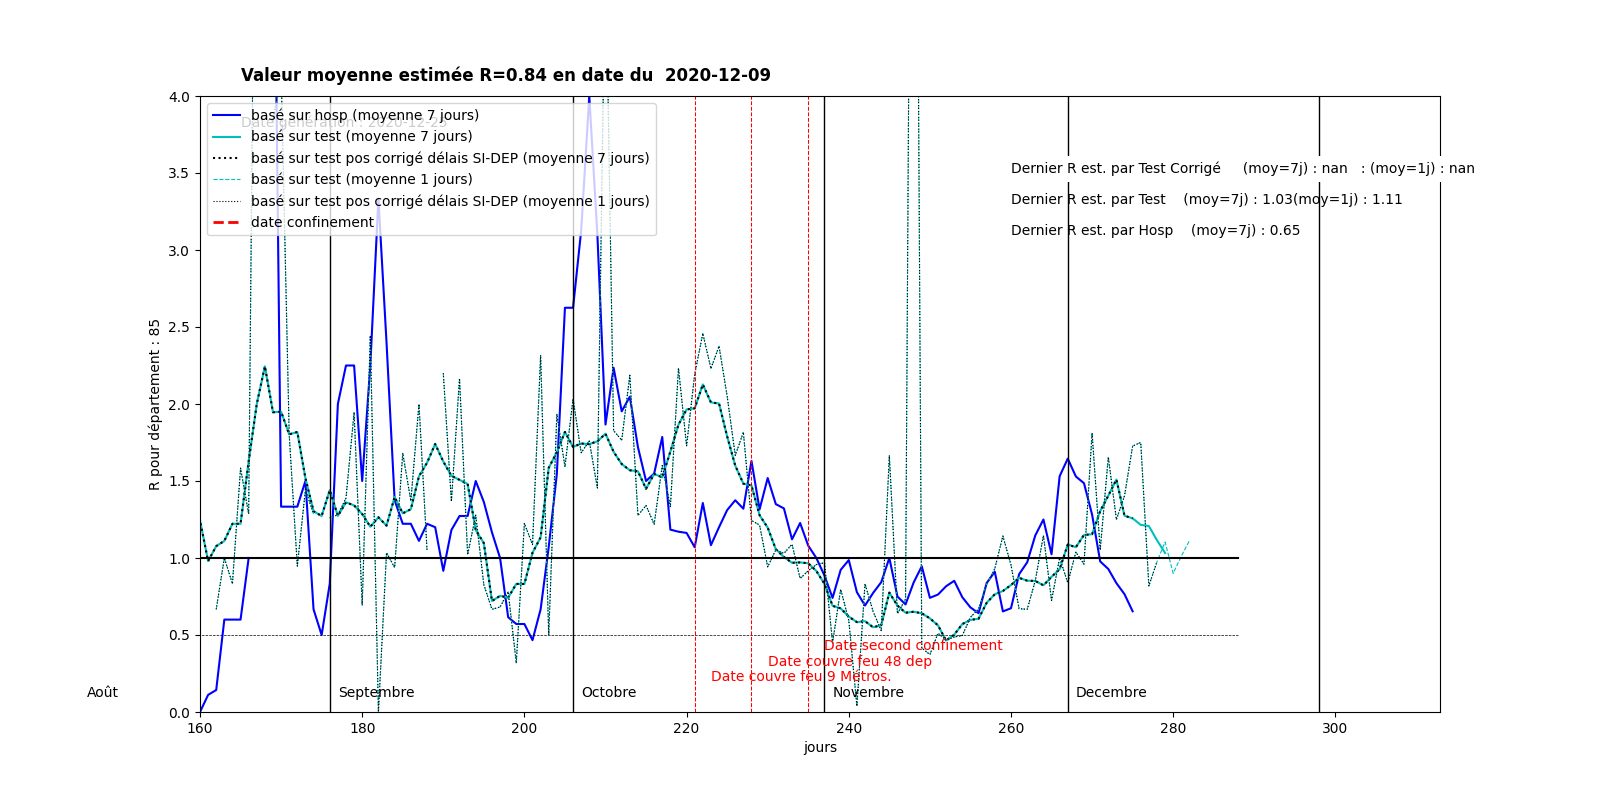 Valeur moyenne estimée R=0.84 en date du  2020-12-09
4.0
3.5
3.0
2.5
2.0
1.5
1.0
0.5
0.0
R pour département : 85
basé sur hosp (moyenne 7 jours)
basé sur test (moyenne 7 jours)
basé sur test pos corrigé délais SI-DEP (moyenne 7 jours)
basé sur test (moyenne 1 jours)
basé sur test pos corrigé délais SI-DEP (moyenne 1 jours)
date confinement
Dernier R est. par Test Corrigé     (moy=7j) : nan   : (moy=1j) : nan
Dernier R est. par Test    (moy=7j) : 1.03(moy=1j) : 1.11
Dernier R est. par Hosp    (moy=7j) : 0.65
Date second confinement
Date couvre feu 48 dep
Date couvre feu 9 Métros.
Août
Septembre
Octobre
Novembre
Decembre
160
180
200
220
240
260
280
300
jours